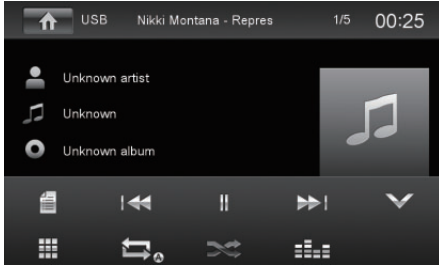 USB Nikki Montana - Repres 1/5 00:25
Unknown artist
Unknown
Unknown album
A